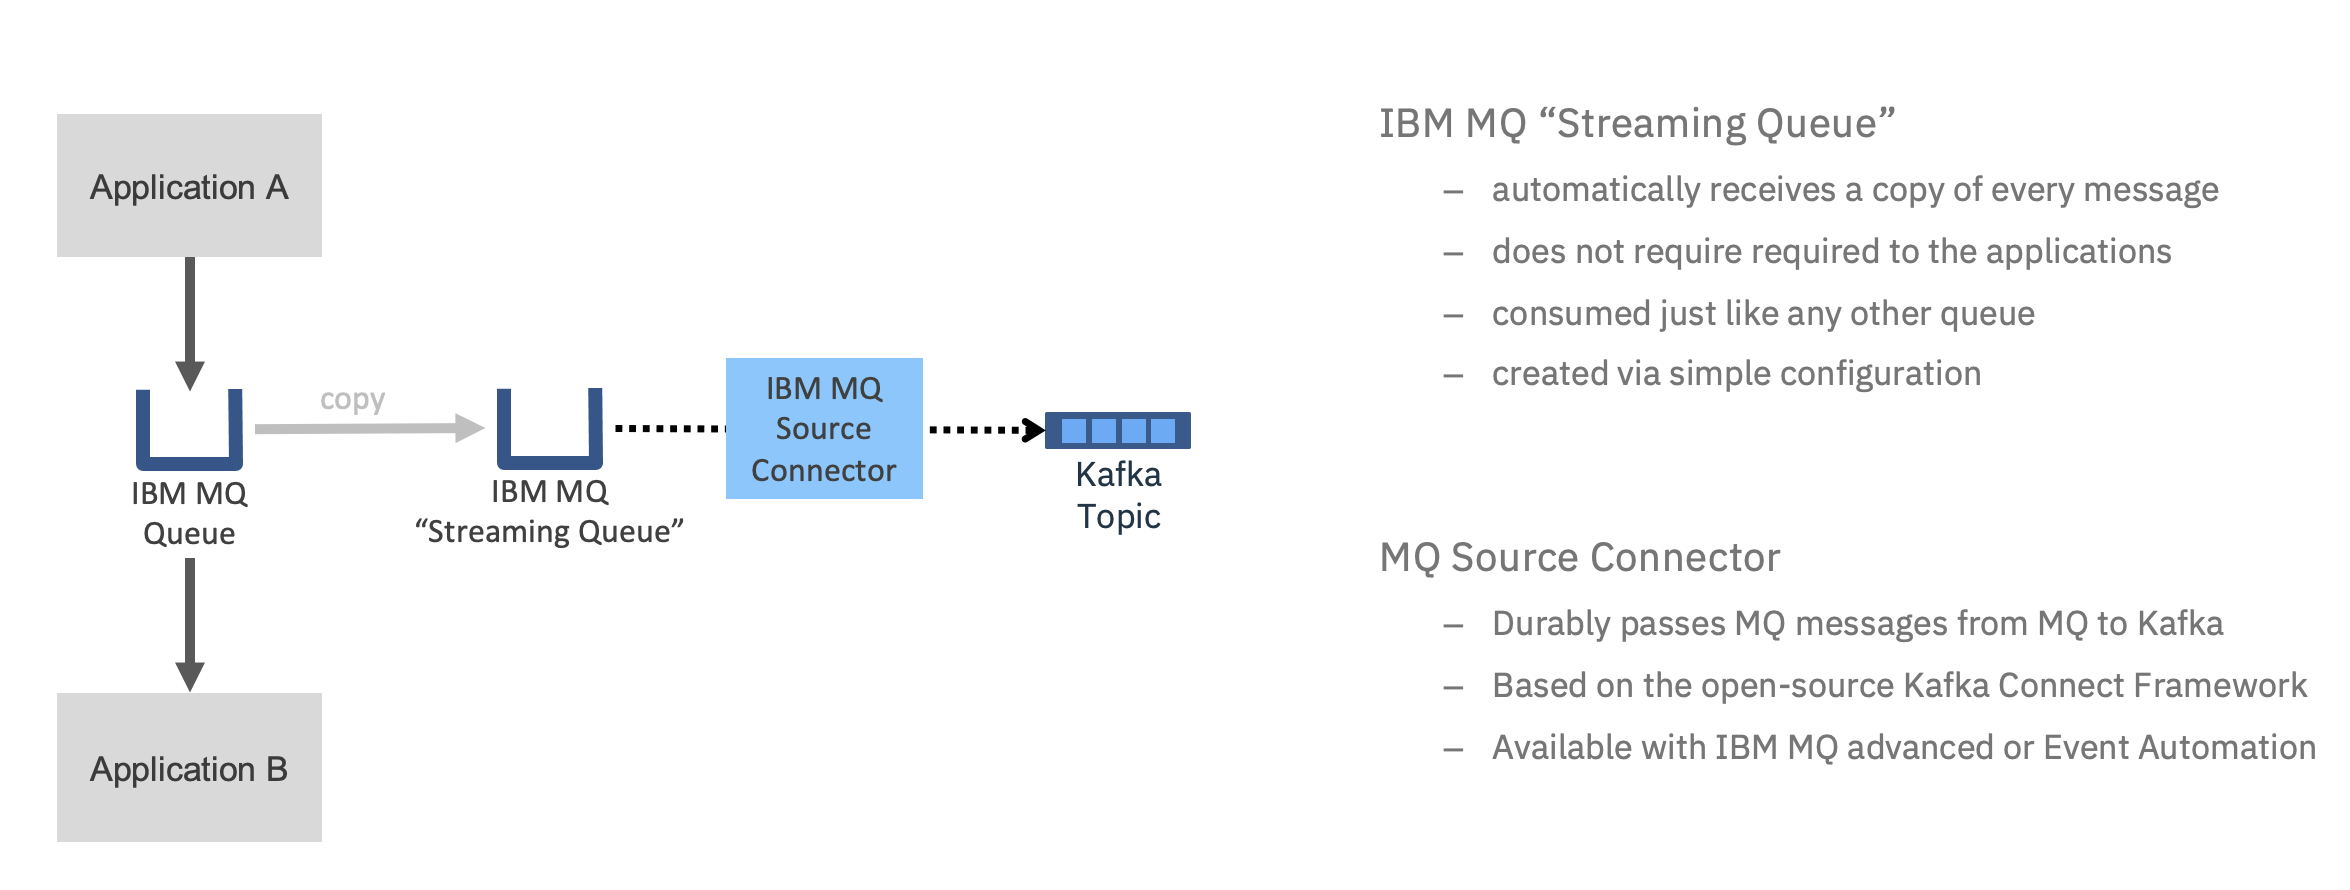 Application A
copy
IBM MQ
Queue
IBM MQ
“Streaming Queue”
IBM MQ
Source
Connector
Kafka
Topic
Application B
IBM MQ “Streaming Queue”
– automatically receives a copy of every message
– does not require required to the applications
– consumed just like any other queue
– created via simple configuration
MQ Source Connector
– Durably passes MQ messages from MQ to Kafka
– Based on the open-source Kafka Connect Framework
– Available with IBM MQ advanced or Event Automation